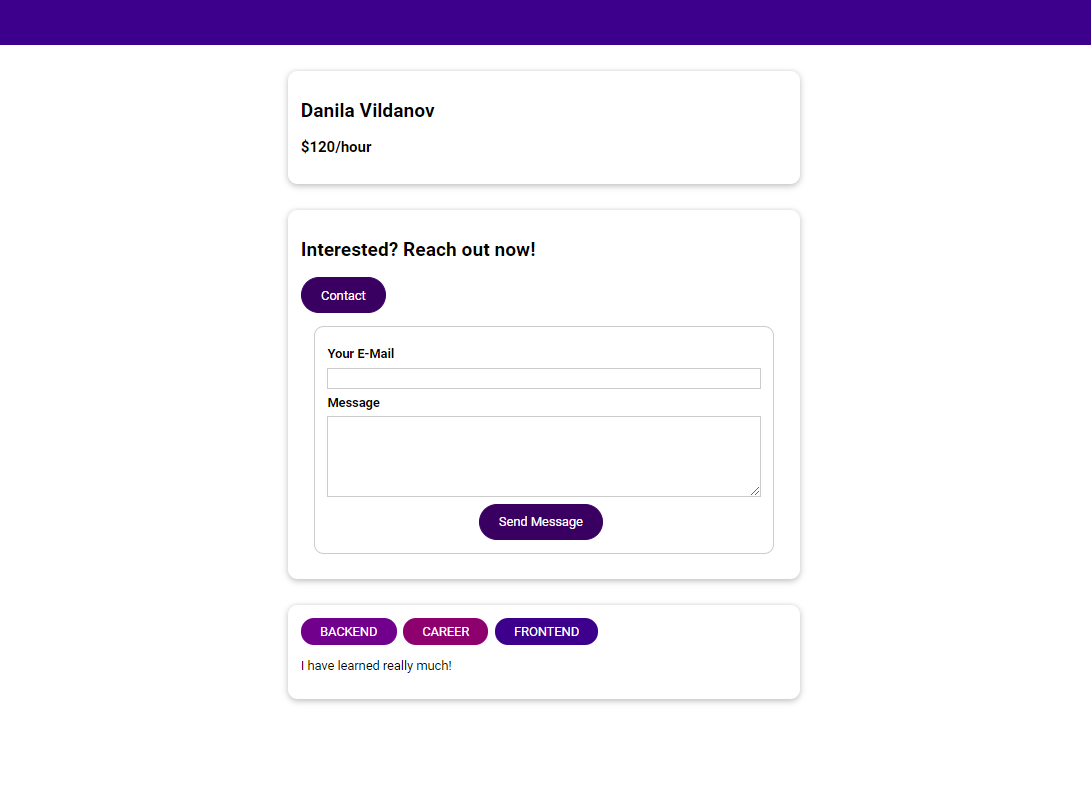 Danila Vildanov
$120/hour
Interested? Reach out now!
Contact
Your E-Mail
Message
Send Message
BACKEND CAREER FRONTEND
I have learned really much!